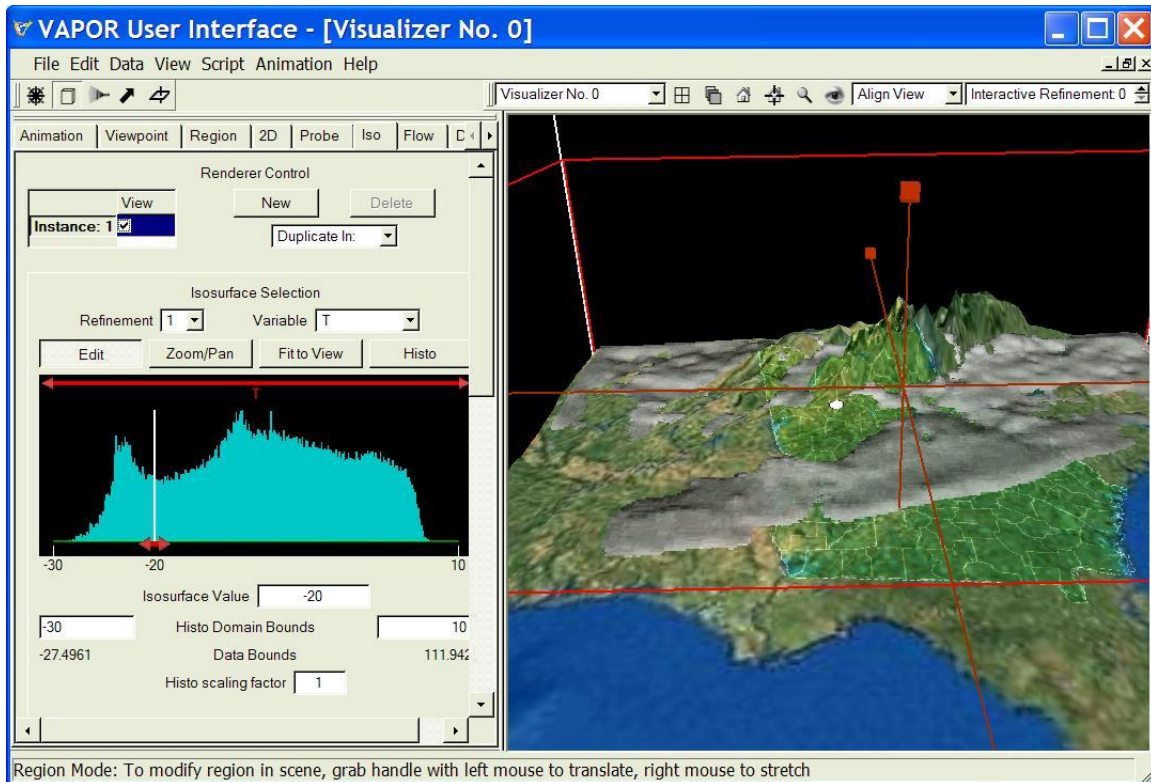 VAPOR User Interface - [Visualizer No. 0]
File Edit Data View Script Animation Help
Visualizer No. 0 Align View Interactive Refinement: 0
Animation Viewpoint Region 2D Probe Iso Flow
Renderer Control
View New Delete
Instance: 1
Duplicate In:
Isosurface Selection
Refinement 1 Variable T
Edit Zoom/Pan Fit to View Histo
T
-30 -20 10
Isosurface Value -20
-30 Histo Domain Bounds 10
-27.4961 Data Bounds 111.942
Histo scaling factor 1
Region Mode: To modify region in scene, grab handle with left mouse to translate, right mouse to stretch